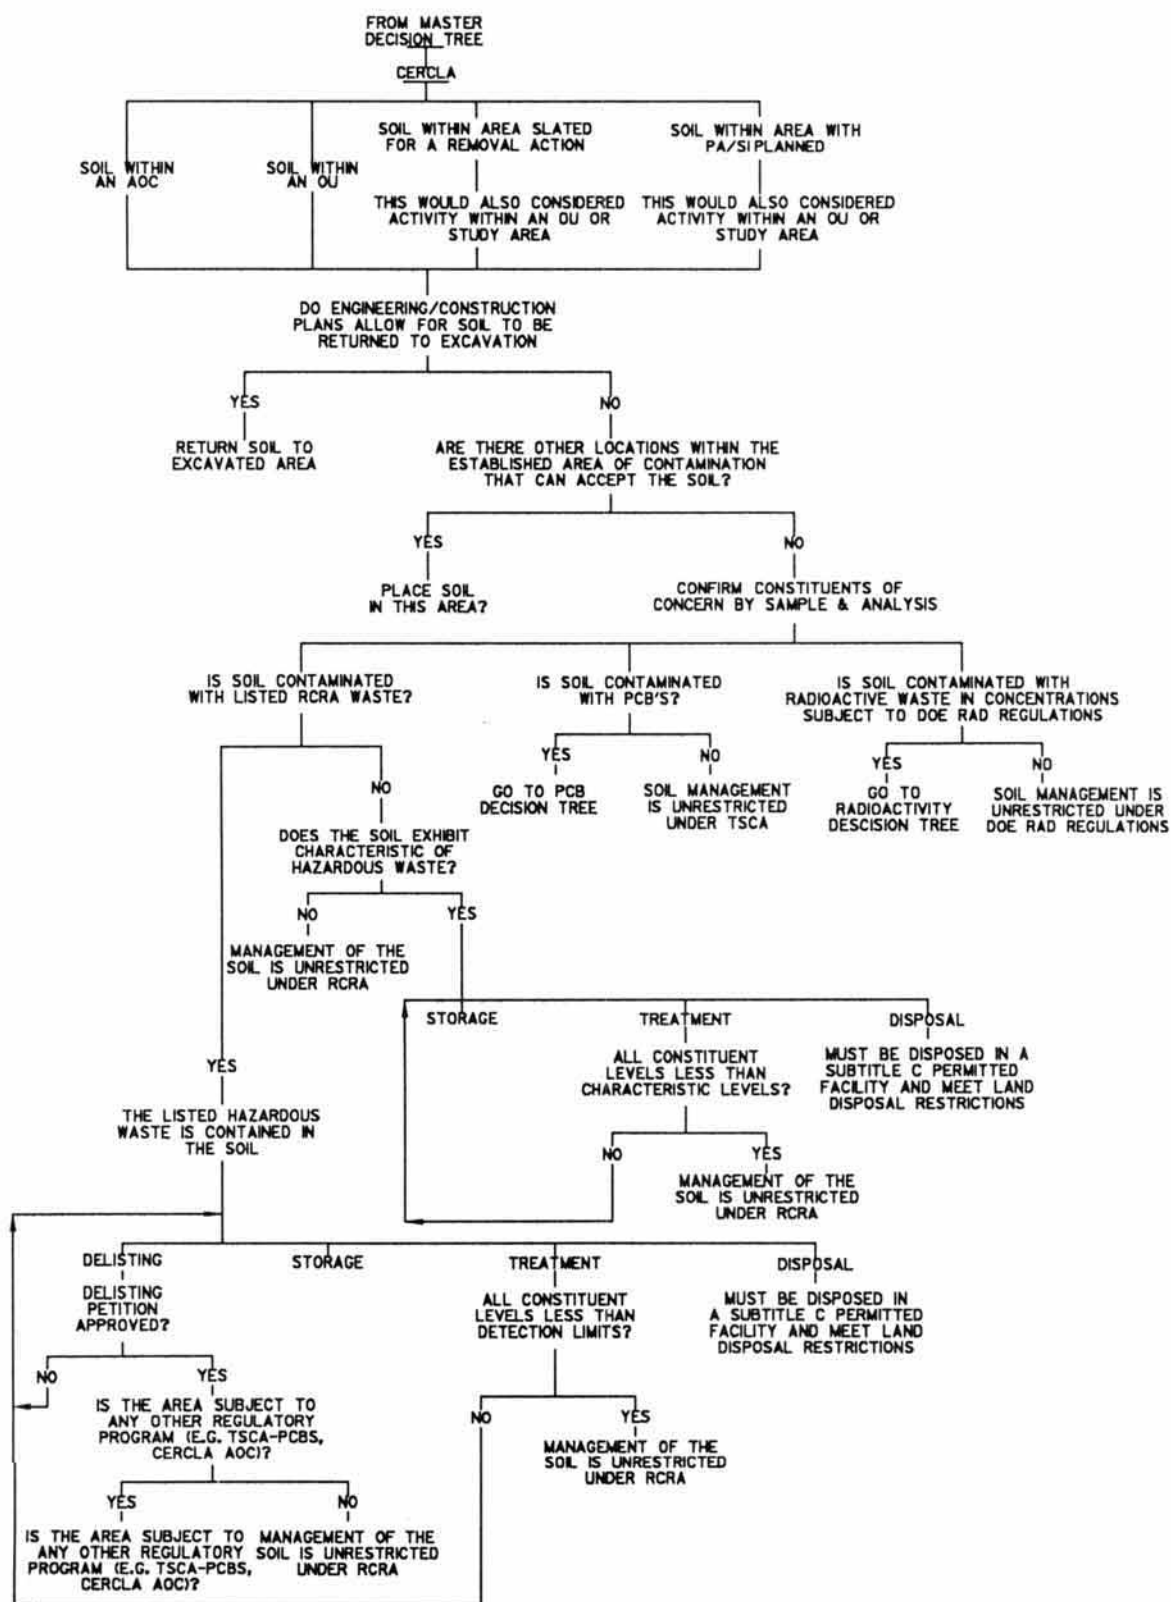 FROM MASTER
DECISION TREE
CERCLA
SOIL WITHIN
AN AOC
SOIL WITHIN
AN OU
SOIL WITHIN AREA SLATED
FOR A REMOVAL ACTION
THIS WOULD ALSO CONSIDERED
ACTIVITY WITHIN AN OU OR
STUDY AREA
SOIL WITHIN AREA WITH
PA/SI PLANNED
THIS WOULD ALSO CONSIDERED
ACTIVITY WITHIN AN OU OR
STUDY AREA
DO ENGINEERING/CONSTRUCTION
PLANS ALLOW FOR SOIL TO BE
RETURNED TO EXCAVATION
YES
RETURN SOIL TO
EXCAVATED AREA
NO
ARE THERE OTHER LOCATIONS WITHIN THE
ESTABLISHED AREA OF CONTAMINATION
THAT CAN ACCEPT THE SOIL?
YES
PLACE SOIL
IN THIS AREA?
NO
CONFIRM CONSTITUENTS OF
CONCERN BY SAMPLE & ANALYSIS
IS SOIL CONTAMINATED
WITH LISTED RCRA WASTE?
IS SOIL CONTAMINATED
WITH PCB'S?
YES
GO TO PCB
DECISION TREE
NO
SOIL MANAGEMENT
IS UNRESTRICTED
UNDER TSCA
IS SOIL CONTAMINATED WITH
RADIOACTIVE WASTE IN CONCENTRATIONS
SUBJECT TO DOE RAD REGULATIONS
YES
GO TO
RADIOACTIVITY
DESCISION TREE
NO
SOIL MANAGEMENT IS
UNRESTRICTED UNDER
DOE RAD REGULATIONS
NO
DOES THE SOIL EXHIBIT
CHARACTERISTIC OF
HAZARDOUS WASTE?
NO
MANAGEMENT OF THE
SOIL IS UNRESTRICTED
UNDER RCRA
YES
STORAGE
TREATMENT
ALL CONSTITUENT
LEVELS LESS THAN
CHARACTERISTIC LEVELS?
NO
YES
MANAGEMENT OF THE
SOIL IS UNRESTRICTED
UNDER RCRA
DISPOSAL
MUST BE DISPOSED IN A
SUBTITLE C PERMITTED
FACILITY AND MEET LAND
DISPOSAL RESTRICTIONS
YES
THE LISTED HAZARDOUS
WASTE IS CONTAINED IN
THE SOIL
DELISTING
DELISTING
PETITION
APPROVED?
NO
YES
IS THE AREA SUBJECT TO
ANY OTHER REGULATORY
PROGRAM (E.G. TSCA-PCBS,
CERCLA AOC)?
YES
IS THE AREA SUBJECT TO
ANY OTHER REGULATORY
PROGRAM (E.G. TSCA-PCBS,
CERCLA AOC)?
NO
MANAGEMENT OF THE
SOIL IS UNRESTRICTED
UNDER RCRA
STORAGE
TREATMENT
ALL CONSTITUENT
LEVELS LESS THAN
DETECTION LIMITS?
NO
YES
MANAGEMENT OF THE
SOIL IS UNRESTRICTED
UNDER RCRA
DISPOSAL
MUST BE DISPOSED IN
A SUBTITLE C PERMITTED
FACILITY AND MEET LAND
DISPOSAL RESTRICTIONS